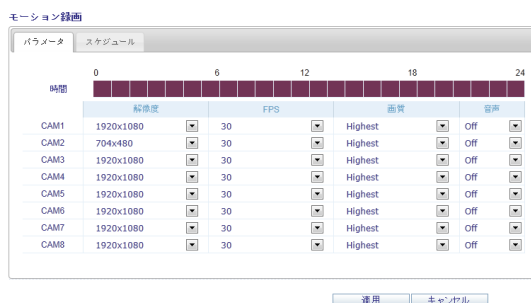 モーション録画
パラメータ スケジュール
0 6 12 18 24
時間
解像度 FPS 画質 音声
CAM1 1920x1080 30 Highest Off
CAM2 704x480 30 Highest Off
CAM3 1920x1080 30 Highest Off
CAM4 1920x1080 30 Highest Off
CAM5 1920x1080 30 Highest Off
CAM6 1920x1080 30 Highest Off
CAM7 1920x1080 30 Highest Off
CAM8 1920x1080 30 Highest Off
運用 キャンセル